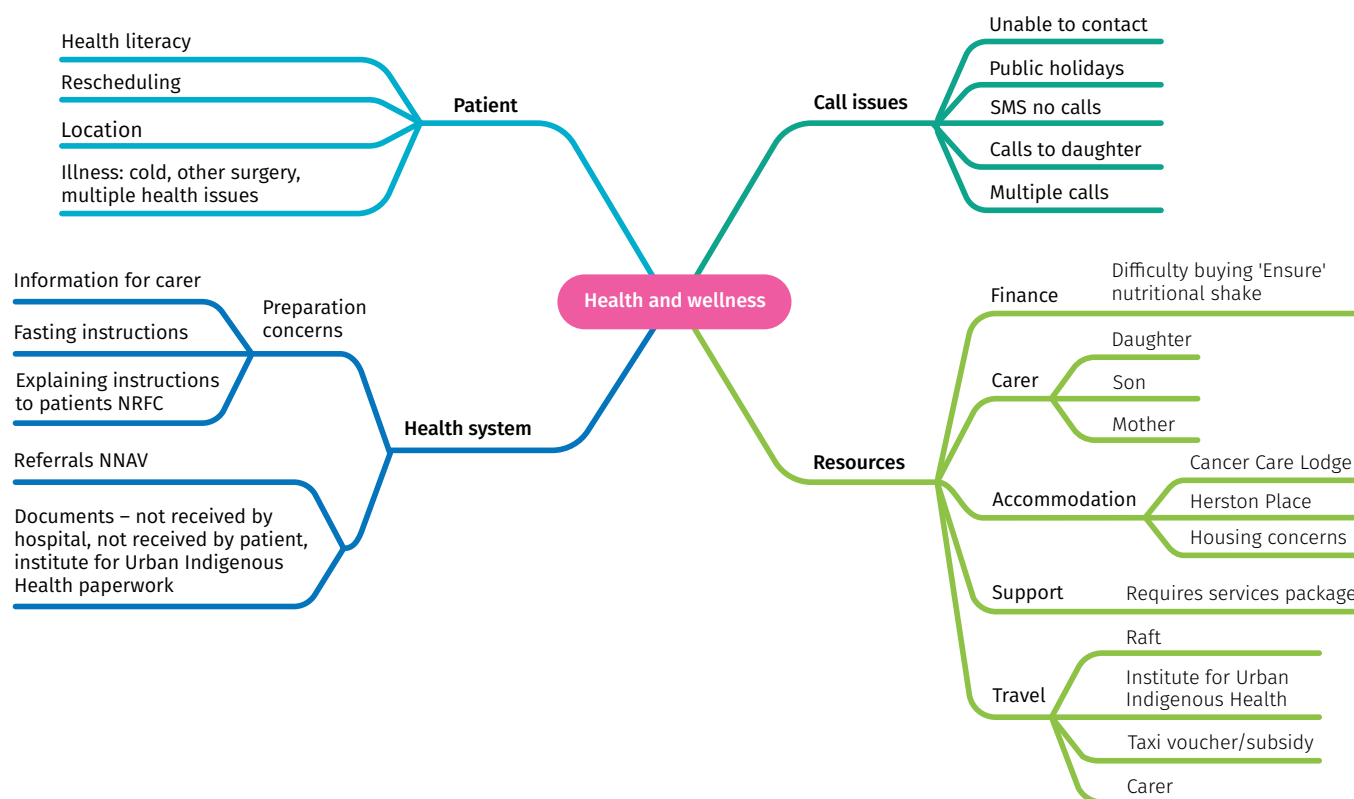 Health literacy
Rescheduling
Location
Illness: cold, other surgery,
multiple health issues
Patient
Call issues
Unable to contact
Public holidays
SMS no calls
Calls to daughter
Multiple calls
Health and wellness
Information for carer
Fasting instructions
Explaining instructions
to patients NRFC
Preparation
concerns
Health system
Referrals NNAV
Documents – not received by
hospital, not received by patient,
institute for Urban Indigenous
Health paperwork
Resources
Finance
Difficulty buying 'Ensure'
nutritional shake
Carer
Daughter
Son
Mother
Accommodation
Cancer Care Lodge
Herston Place
Housing concerns
Support
Requires services package
Travel
Raft
Institute for Urban
Indigenous Health
Taxi voucher/subsidy
Carer